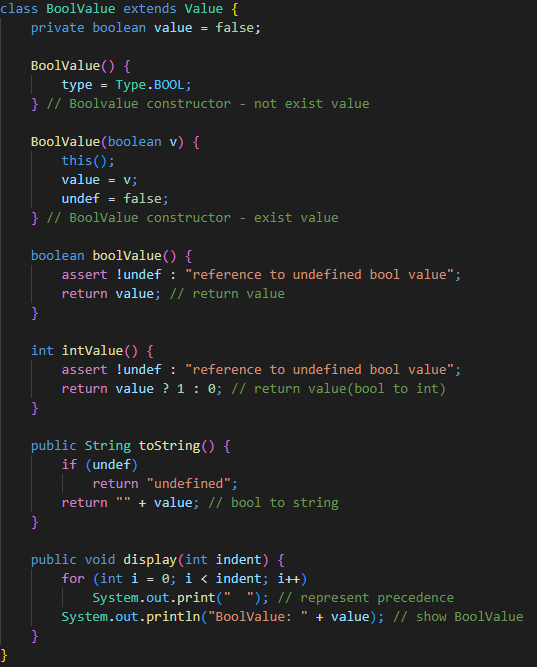 class BoolValue extends Value {
    private boolean value = false;

    BoolValue() {
        type = Type.BOOL;
    } // Boolvalue constructor - not exist value

    BoolValue(boolean v) {
        this();
        value = v;
        undef = false;
    } // BoolValue constructor - exist value

    boolean boolValue() {
        assert !undef : "reference to undefined bool value";
        return value; // return value
    }

    int intValue() {
        assert !undef : "reference to undefined bool value";
        return value ? 1 : 0; // return value(bool to int)
    }

    public String toString() {
        if (undef)
            return "undefined";
        return "" + value; // bool to string
    }

    public void display(int indent) {
        for (int i = 0; i < indent; i++)
            System.out.print("  "); // represent precedence
        System.out.println("BoolValue: " + value); // show BoolValue
    }
}